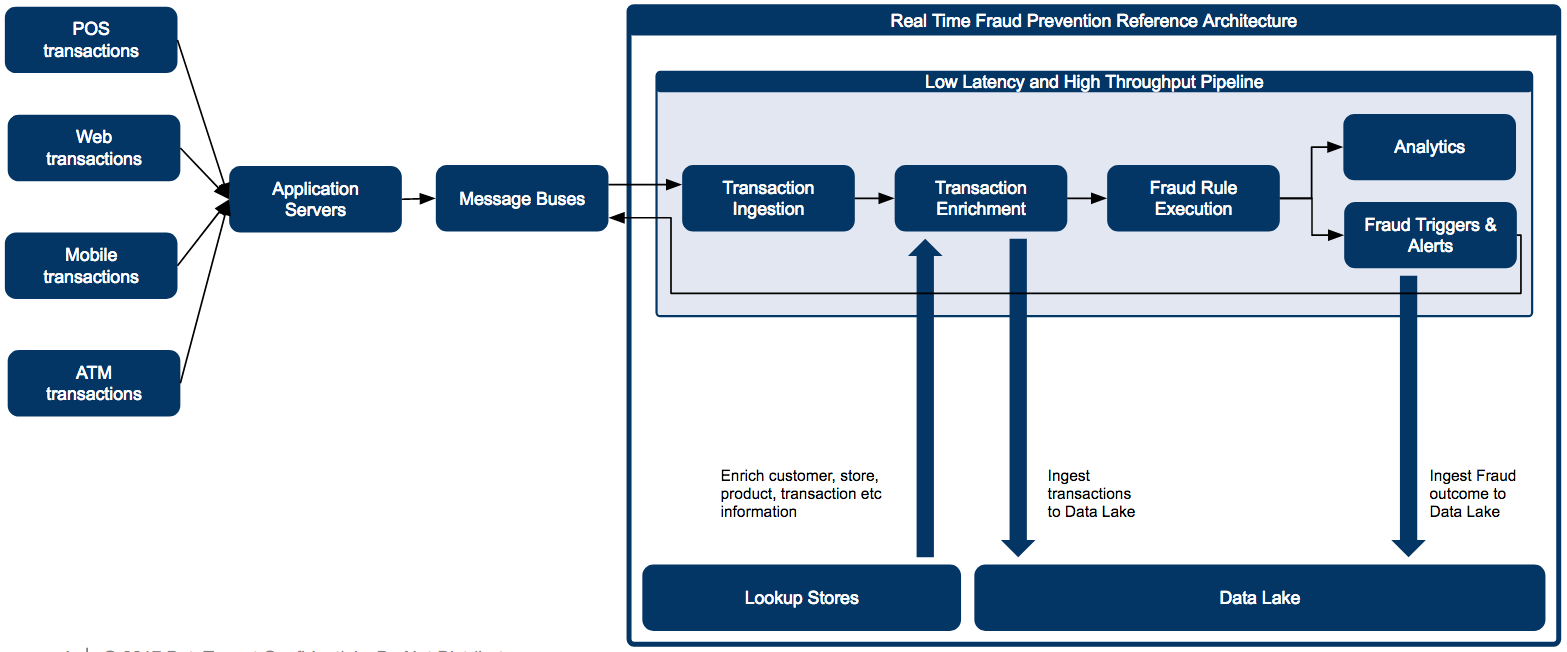 POS
transactions
Web
transactions
Mobile
transactions
ATM
transactions
Application
Servers
Message Buses
Real Time Fraud Prevention Reference Architecture
Low Latency and High Throughput Pipeline
Transaction
Ingestion
Transaction
Enrichment
Fraud Rule
Execution
Analytics
Fraud Triggers &
Alerts
Enrich customer, store,
product, transaction etc
information
Ingest
transactions
to Data Lake
Ingest Fraud
outcome to
Data Lake
Lookup Stores
Data Lake